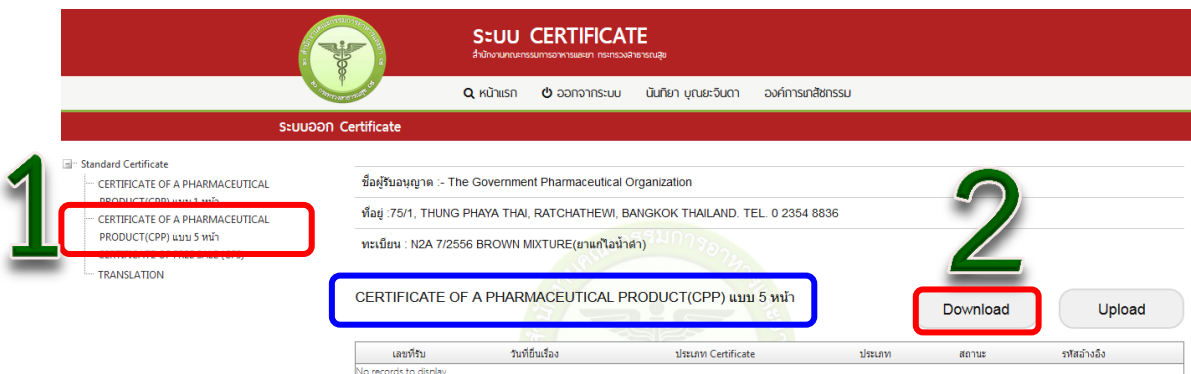 ระบบ CERTIFICATE
สำนักงานคณะกรรมการอาหารและยา กระทรวงสาธารณสุข
หน้าแรก ออกจากระบบ นันทิยา บุณยะจินดา องค์การเภสัชกรรม
ระบบออก Certificate
1
Standard Certificate
CERTIFICATE OF A PHARMACEUTICAL
PRODUCT(CPP) แบบ 1 หน้า
CERTIFICATE OF A PHARMACEUTICAL
PRODUCT(CPP) แบบ 5 หน้า
CERTIFICATE OF FREE SALE (CFS)
TRANSLATION
ชื่อผู้รับอนุญาต :- The Government Pharmaceutical Organization
ที่อยู่ :75/1, THUNG PHAYA THAI, RATCHATHEWI, BANGKOK THAILAND. TEL. 0 2354 8836
ทะเบียน : N2A 7/2556 BROWN MIXTURE(ยาแก้ไอน้ำดำ)
2
CERTIFICATE OF A PHARMACEUTICAL PRODUCT(CPP) แบบ 5 หน้า
Download Upload
เลขที่รับ วันที่ยื่นเรื่อง ประเภท Certificate ประเภท สถานะ รหัสอ้างอิง
No records to display